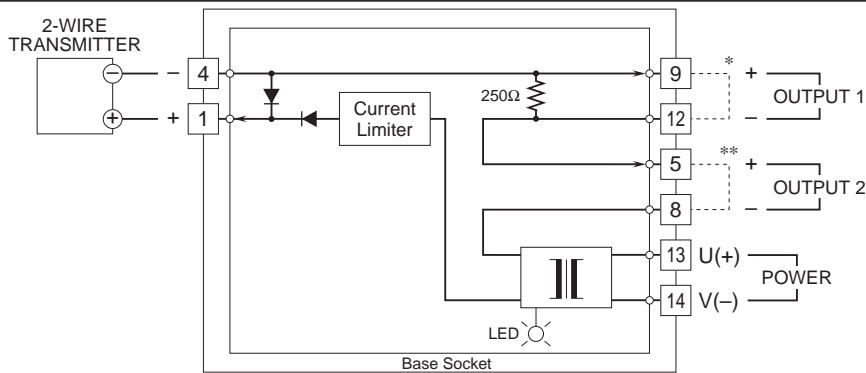 2-WIRE
TRANSMITTER
−
− 4
+
+ 1
Current
Limiter
250Ω
9 * +
OUTPUT 1
12 −
5 ** +
OUTPUT 2
8 −
13 U(+)
POWER
14 V(−)
LED
Base Socket